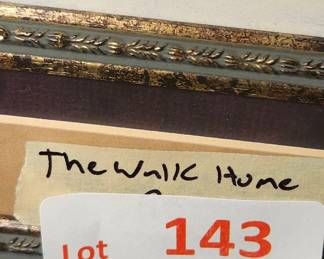 The Walk Home
Lot 143